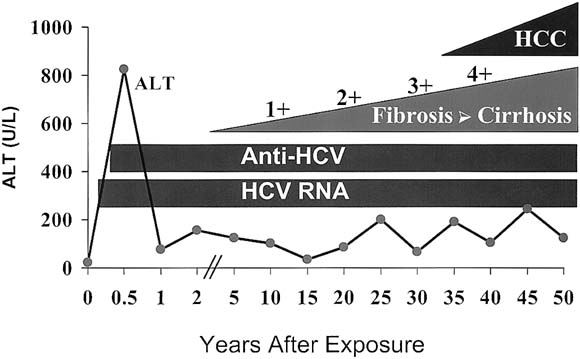 1000
800
600
400
200
0
ALT (U/L)
ALT
HCC
1+ 2+ 3+ 4+
Fibrosis ➢ Cirrhosis
Anti-HCV
HCV RNA
0 0.5 1 2 5 10 15 20 25 30 35 40 45 50
Years After Exposure